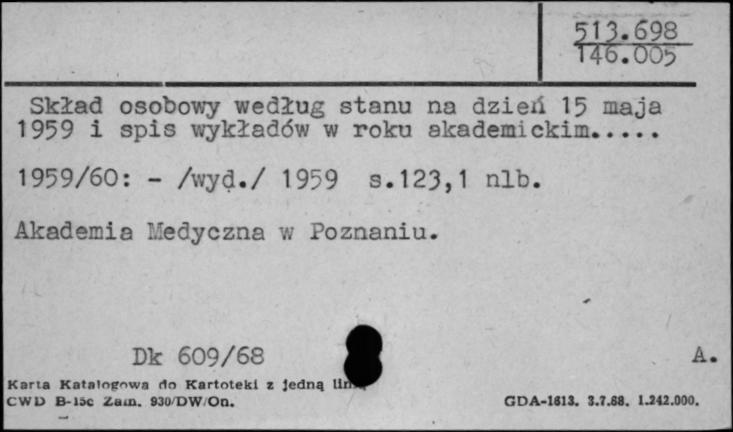 513.698
146.005
Skład osobowy według stanu na dzień 15 maja
1959 i spis wykładów w roku akademickim.....
1959/60: - /wyd./ 1959 s.123,1 nlb.
Akademia Medyczna w Poznaniu.
Dk 609/68
A.
Karta Katalogowa do Kartoteki z jedną
CWD B-15c Zam. 930/DW/On.
GDA-1613. 3.7.68. 1.242.000.